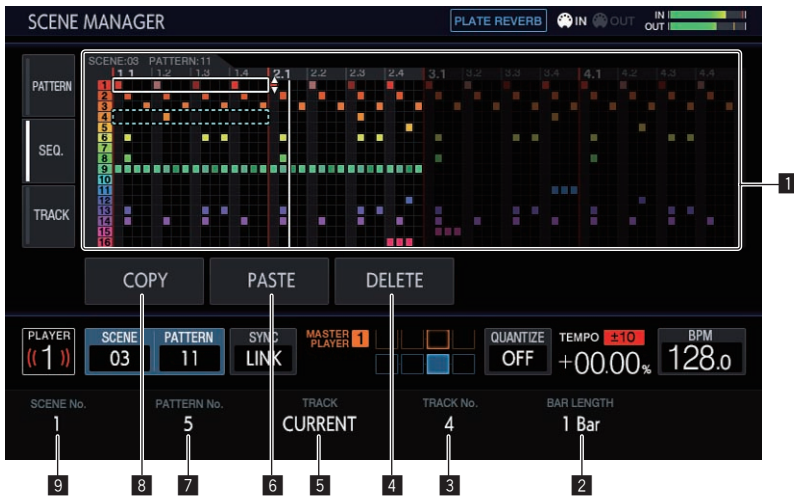 SCENE MANAGER
PLATE REVERB IN OUT IN OUT
SCENE:03 PATTERN:11
1.1 1.2 1.3 1.4 2.1 2.2 2.3 2.4 3.1 3.2 3.3 3.4 4.1 4.2 4.3 4.4
PATTERN
SEQ.
TRACK
1
2
3
4
5
6
7
8
9
10
11
12
13
14
15
16
1
COPY PASTE DELETE
PLAYER SCENE PATTERN SYNC MASTER PLAYER 1 QUANTIZE TEMPO ±10 BPM
1 03 11 LINK OFF +00.00% 128.0
SCENE No. PATTERN No. TRACK TRACK No. BAR LENGTH
1 5 CURRENT 4 1 Bar
9 8 7 6 5 4 3 2